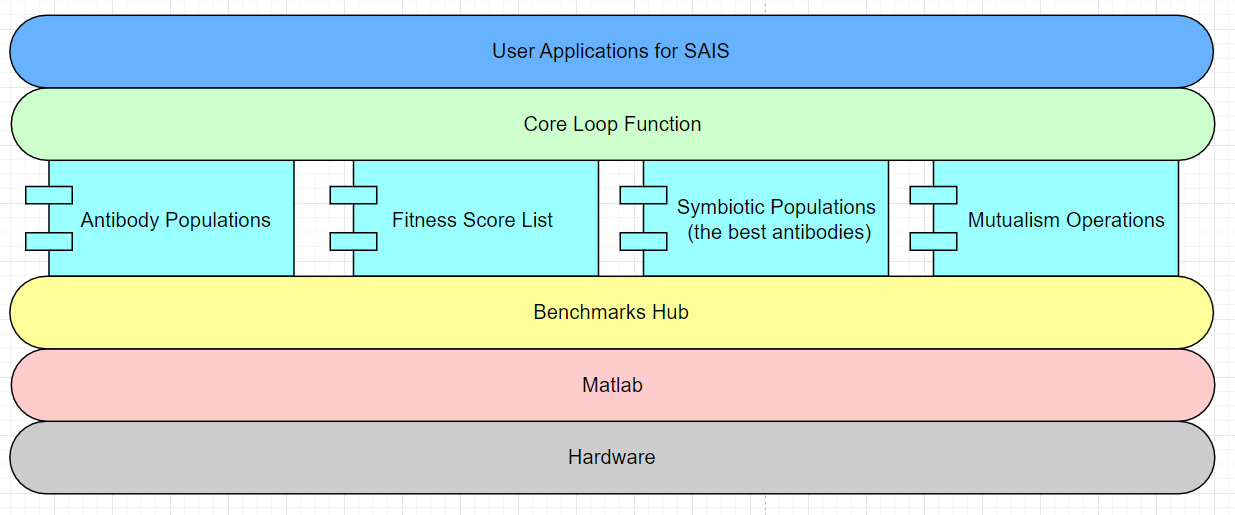 User Applications for SAIS
Core Loop Function
Antibody Populations
Fitness Score List
Symbiotic Populations
(the best antibodies)
Mutualism Operations
Benchmarks Hub
Matlab
Hardware